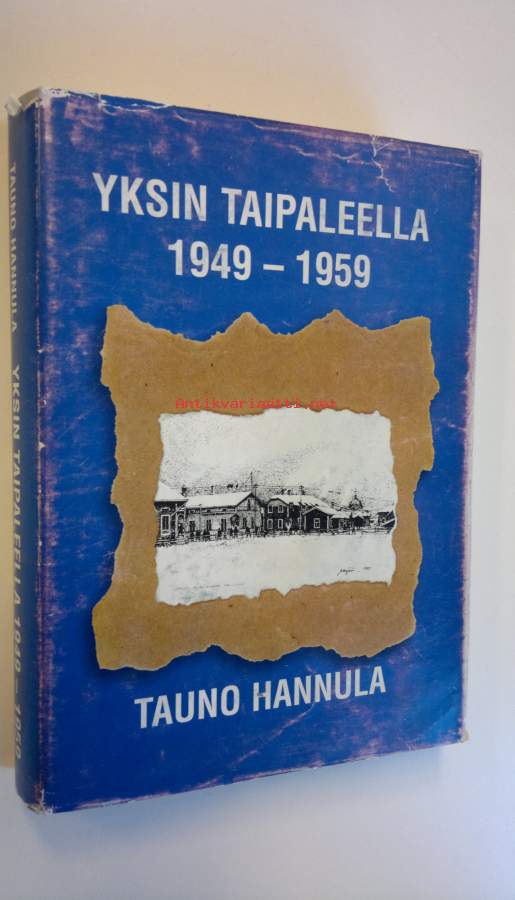 YKSIN TAIPALEELLA
1949 – 1959
Antikvariaatti.net
TAUNO HANNULA
TAUNO HANNULA YKSIN TAIPALEELLA 1949 – 1959